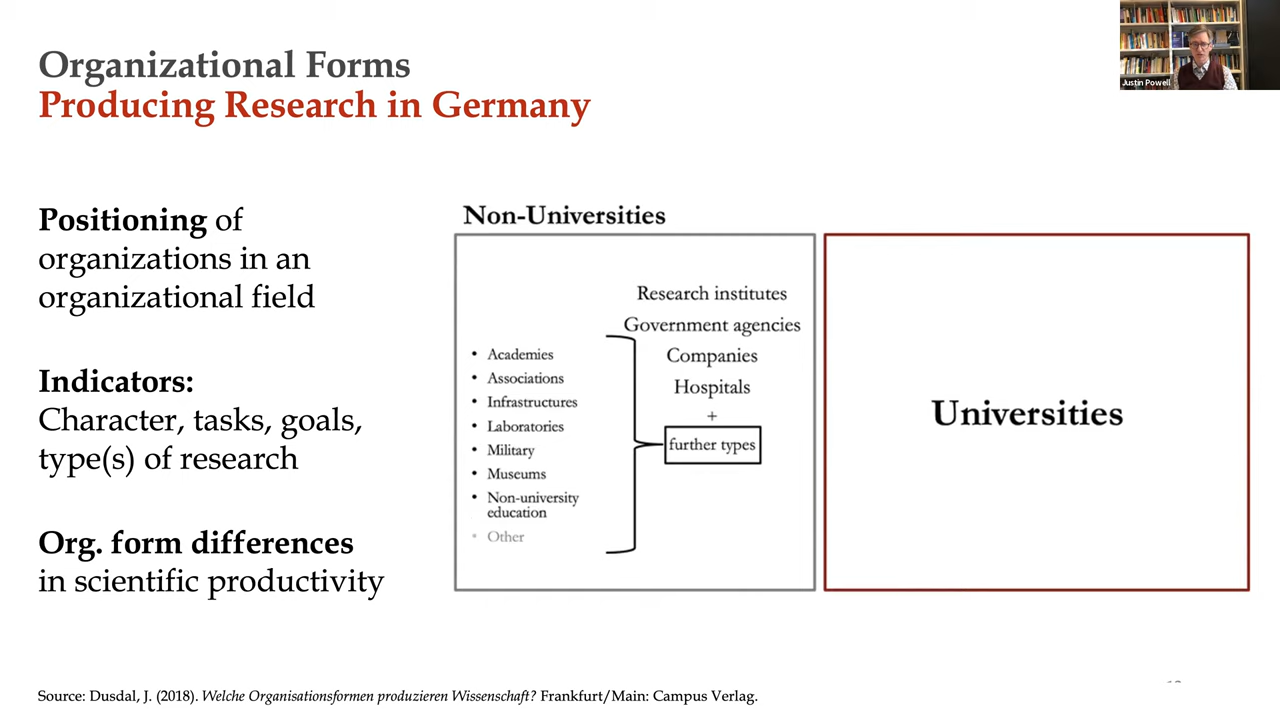 Organizational Forms
Producing Research in Germany
Justin Powell
Positioning of
organizations in an
organizational field
Indicators:
Character, tasks, goals,
type(s) of research
Org. form differences
in scientific productivity
Non-Universities
• Academies
• Associations
• Infrastructures
• Laboratories
• Military
• Museums
• Non-university
education
• Other
Research institutes
Government agencies
Companies
Hospitals
+
further types
Universities
Source: Dusdal, J. (2018). Welche Organisationsformen produzieren Wissenschaft? Frankfurt/Main: Campus Verlag.